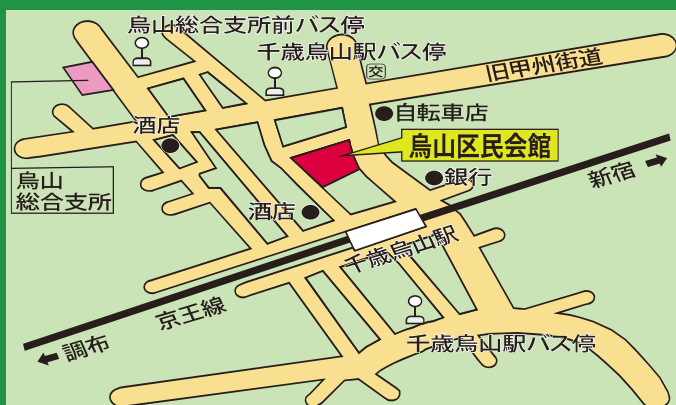 烏山総合支所前バス停
千歳烏山駅バス停
交
旧甲州街道
自転車店
酒店
烏山区民会館
烏山
総合支所
銀行
新宿
酒店
千歳烏山駅
京王線
調布
千歳烏山駅バス停